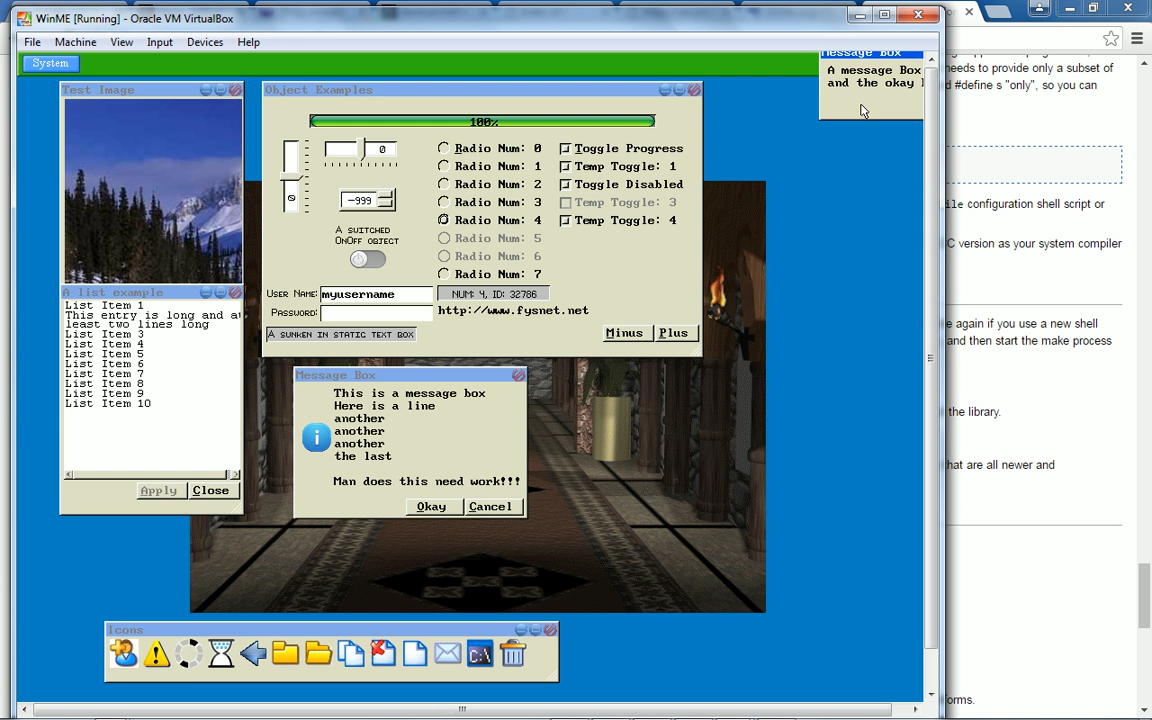 WinME [Running] - Oracle VM VirtualBox
File Machine View Input Devices Help
System
Message Box
A message Box
and the okay
Test Image
Object Examples
100%
0
0
-999
A SUITCHED
ONOFF OBJECT
Radio Num: 0
Radio Num: 1
Radio Num: 2
Radio Num: 3
Radio Num: 4
Radio Num: 5
Radio Num: 6
Radio Num: 7
Toggle Progress
Temp Toggle: 1
Toggle Disabled
Temp Toggle: 3
Temp Toggle: 4
USER NAME: myusername
PASSWORD:
NUM: 4, ID: 32786
http://www.fysnet.net
A SUNKEN IN STATIC TEXT BOX
Minus Plus
A list example
List Item 1
This entry is long and at
least two lines long
List Item 3
List Item 4
List Item 5
List Item 6
List Item 7
List Item 8
List Item 9
List Item 10
Apply Close
Message Box
This is a message box
Here is a line
another
another
another
the last
Man does this need work!!!
Okay Cancel
Icons
C:\
needs to provide only a subset of
d #define s "only", so you can
ile configuration shell script or
C version as your system compiler
e again if you use a new shell
and then start the make process
the library.
hat are all newer and
orms.